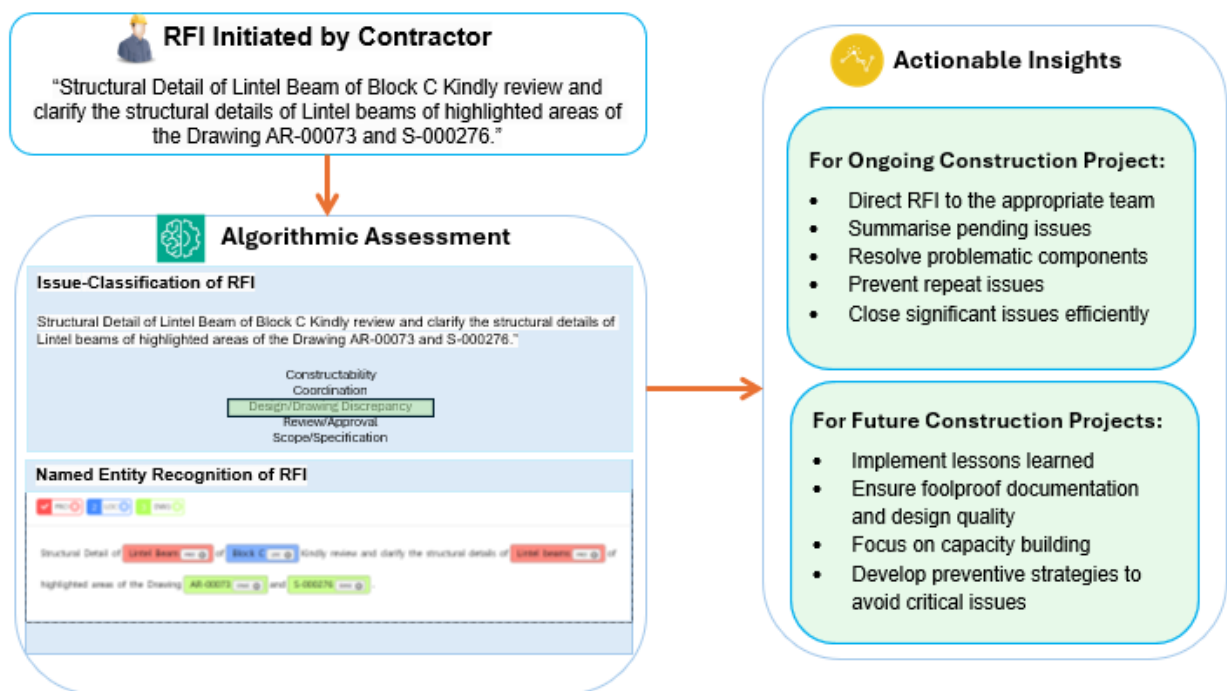 RFI Initiated by Contractor
“Structural Detail of Lintel Beam of Block C Kindly review and
clarify the structural details of Lintel beams of highlighted areas of
the Drawing AR-00073 and S-000276.”
Algorithmic Assessment
Issue-Classification of RFI
Structural Detail of Lintel Beam of Block C Kindly review and clarify the structural details of
Lintel beams of highlighted areas of the Drawing AR-00073 and S-000276.”
Constructability
Coordination
Design/Drawing Discrepancy
Review/Approval
Scope/Specification
Named Entity Recognition of RFI
Structural Detail of Lintel Beam of Block C Kindly review and clarify the structural details of Lintel beams of
highlighted areas of the Drawing AR-00073 and S-000276 .
Actionable Insights
For Ongoing Construction Project:
• Direct RFI to the appropriate team
• Summarise pending issues
• Resolve problematic components
• Prevent repeat issues
• Close significant issues efficiently
For Future Construction Projects:
• Implement lessons learned
• Ensure foolproof documentation
and design quality
• Focus on capacity building
• Develop preventive strategies to
avoid critical issues